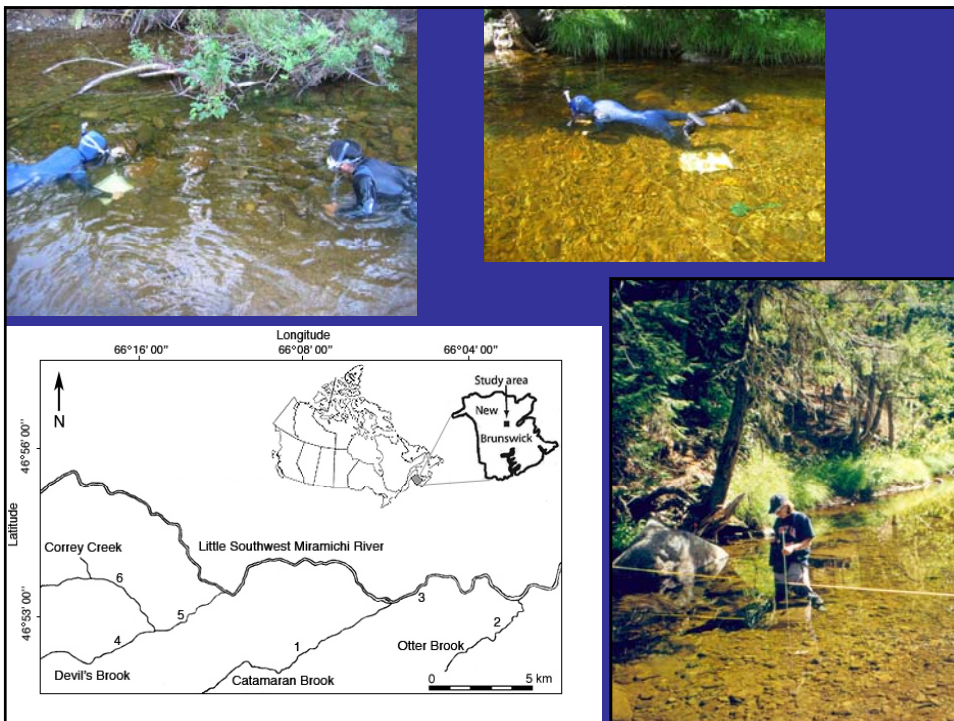 Longitude
66°16' 00"
66°08' 00"
66°04' 00"
N
Study area
New
Brunswick
46°56' 00"
Latitude
Correy Creek
Little Southwest Miramichi River
6
3
5
46°53' 00"
4
2
1
Otter Brook
Devil's Brook
Catamaran Brook
0
5 km